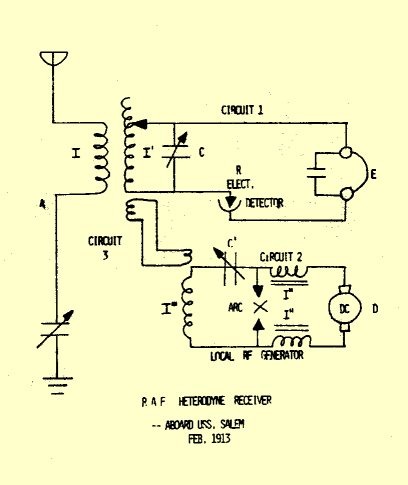 CIRCUIT 1
I
I'
C
R
ELECT.
DETECTOR
E
A
CIRCUIT
3
C'
CIRCUIT 2
I"
I"
I'"
ARC
DC
D
LOCAL RF GENERATOR
R A F HETERODYNE RECEIVER
-- ABOARD USS. SALEM
FEB. 1913